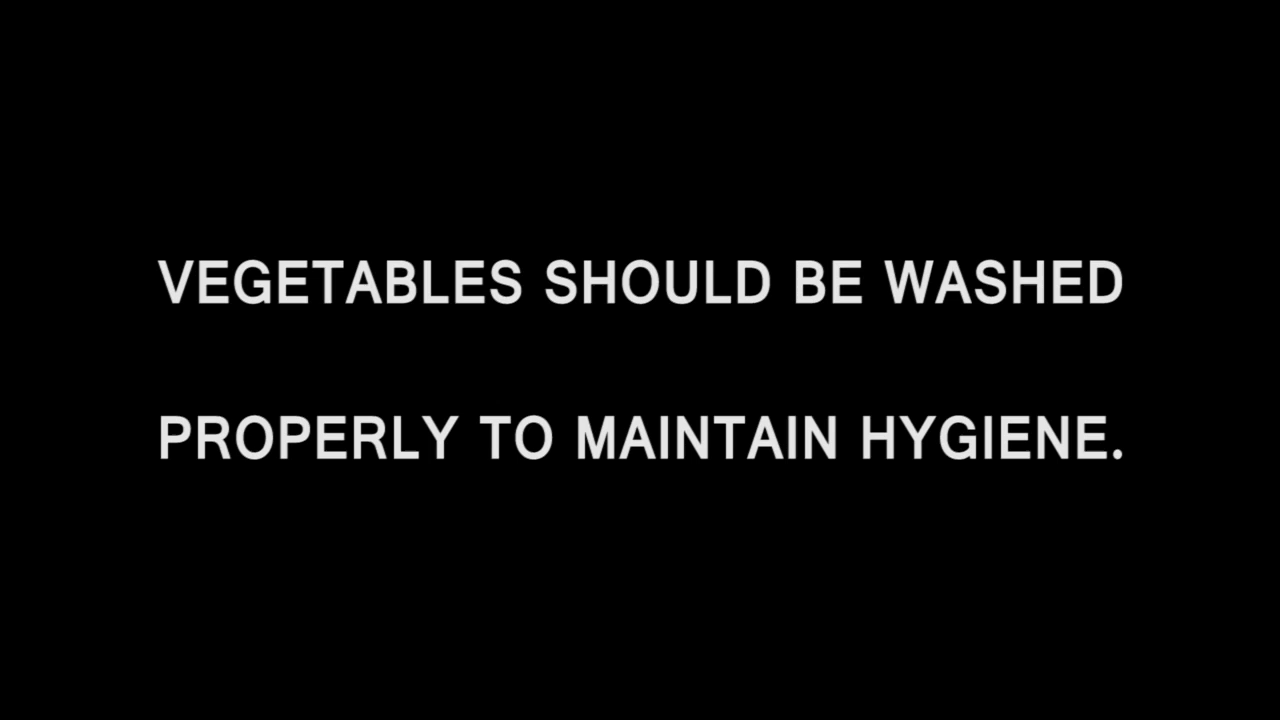 VEGETABLES SHOULD BE WASHED
PROPERLY TO MAINTAIN HYGIENE.